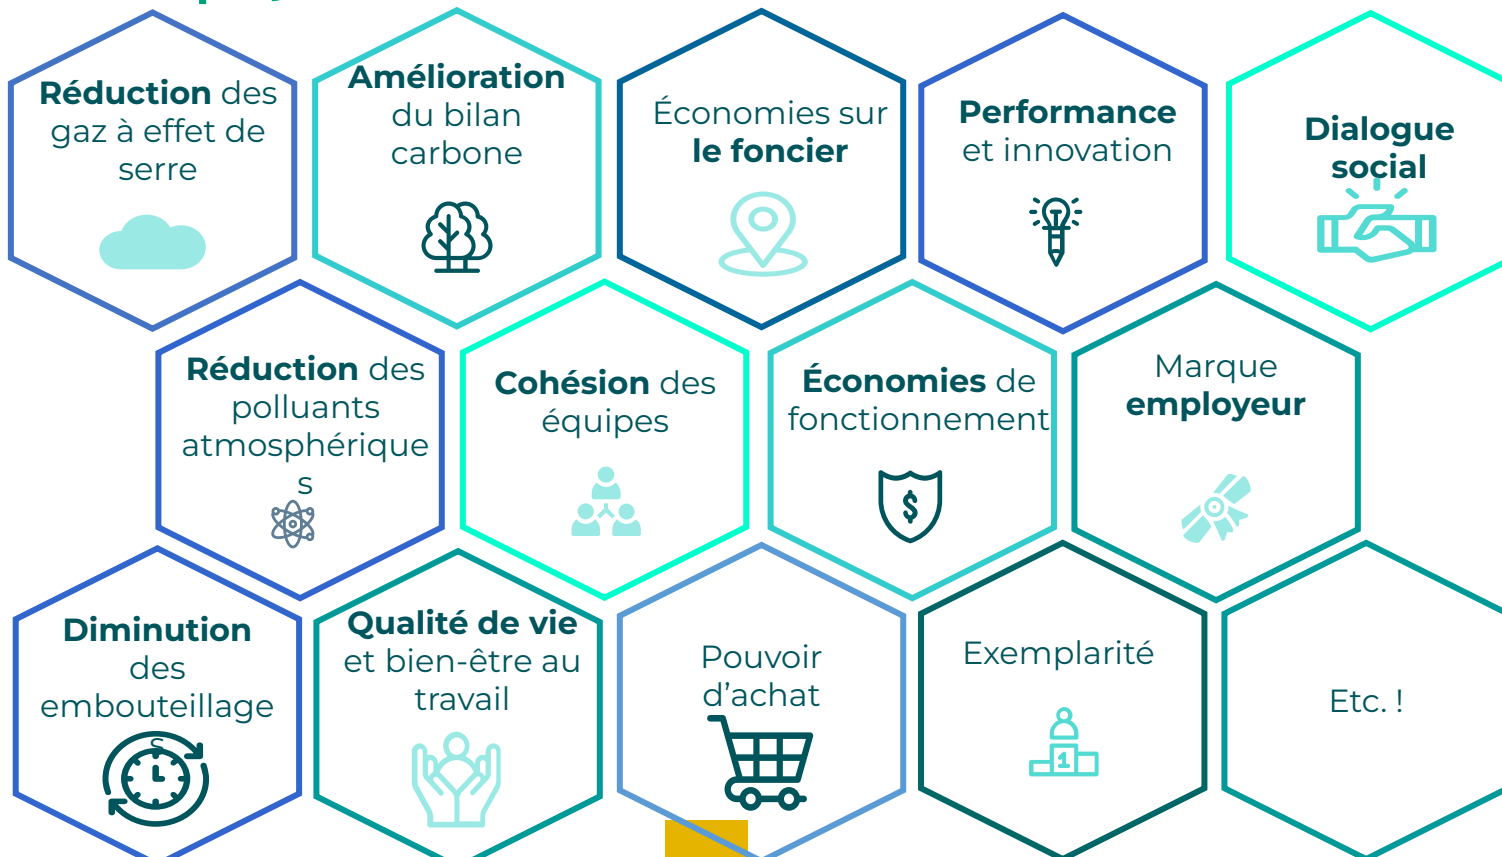 Réduction des
gaz à effet de
serre
Amélioration
du bilan
carbone
Économies sur
le foncier
Performance
et innovation
Dialogue
social
Réduction des
polluants
atmosphérique
s
Cohésion des
équipes
Économies de
fonctionnement
$
Marque
employeur
Diminution
des
embouteillage
s
Qualité de vie
et bien-être au
travail
Pouvoir
d’achat
Exemplarité
1
Etc. !